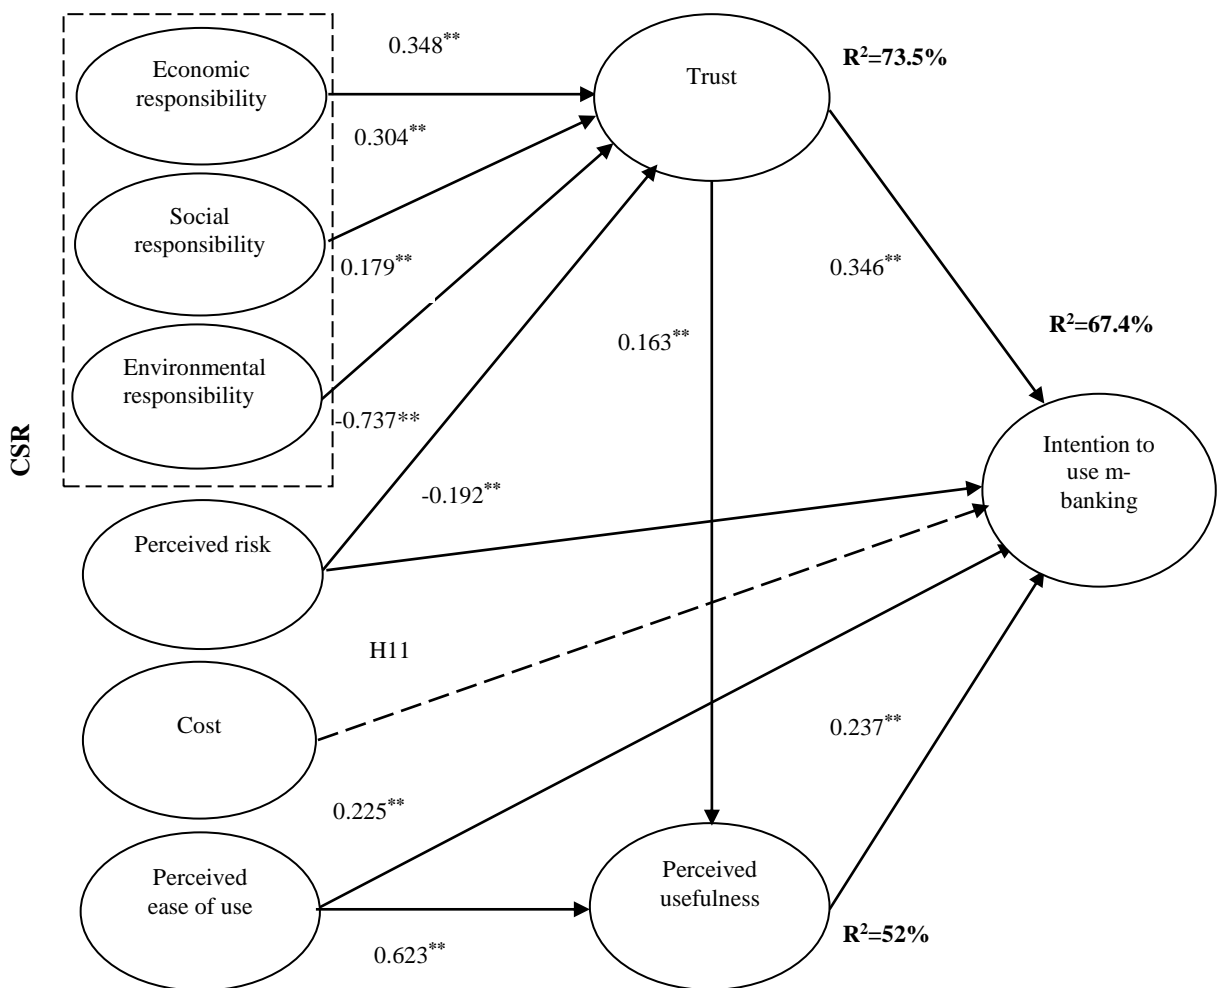 0.348**
Economic
responsibility
Trust
R²=73.5%
0.304**
Social
responsibility
0.179**
0.346**
R²=67.4%
0.163**
Environmental
responsibility
-0.737**
CSR
Intention to
use m-
banking
-0.192**
Perceived risk
H11
Cost
0.237**
0.225**
Perceived
ease of use
Perceived
usefulness
R²=52%
0.623**